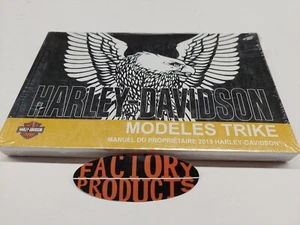 HARLEY-DAVIDSON
MODELES TRIKE
MANUEL DU PROPRIÉTAIRE 2019 HARLEY-DAVIDSON
FACTORY
PRODUCTS